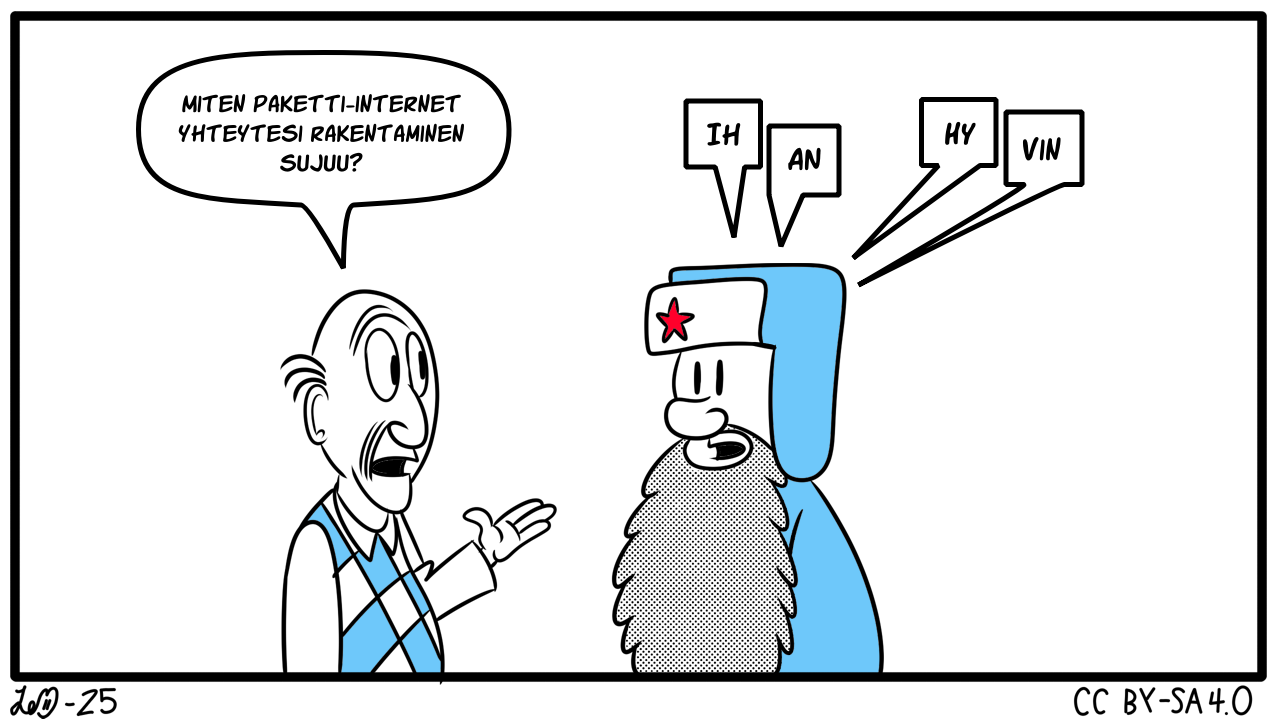 MITEN PAKETTI-INTERNET
YHTEYTESI RAKENTAMINEN
SUJUU?
IH
AN
HY
VIN
-25
CC BY-SA 4.0